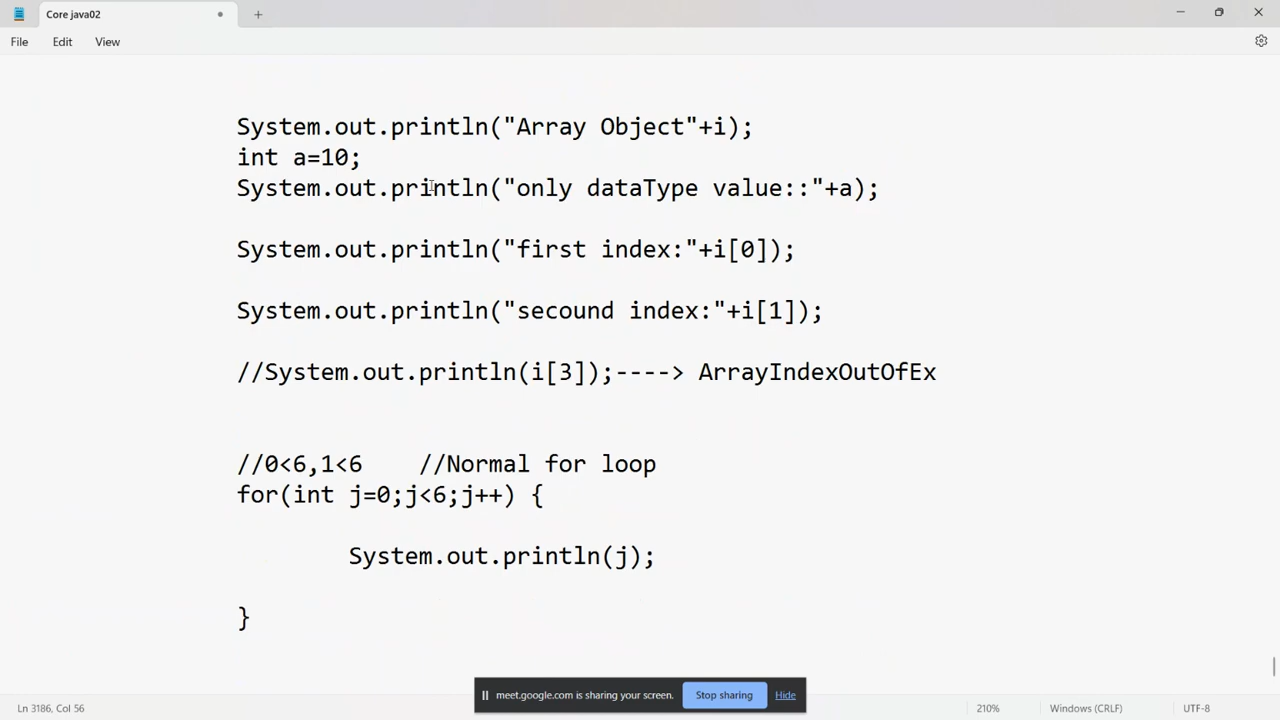 Core java02
File Edit View
System.out.println("Array Object"+i);
int a=10;
System.out.println("only dataType value::"+a);
System.out.println("first index:"+i[0]);
System.out.println("secound index:"+i[1]);
//System.out.println(i[3]);----> ArrayIndexOutOfEx
//0<6,1<6    //Normal for loop
for(int j=0;j<6;j++) {
System.out.println(j);
}
meet.google.com is sharing your screen. Stop sharing Hide
Ln 3186, Col 56 210% Windows (CRLF) UTF-8